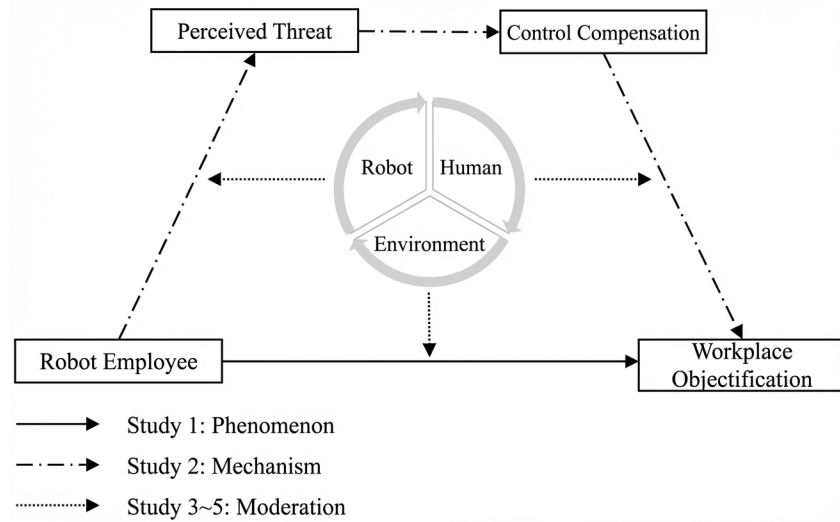 Perceived Threat
Control Compensation
Robot
Human
Environment
Robot Employee
Workplace
Objectification
Study 1: Phenomenon
Study 2: Mechanism
Study 3~5: Moderation